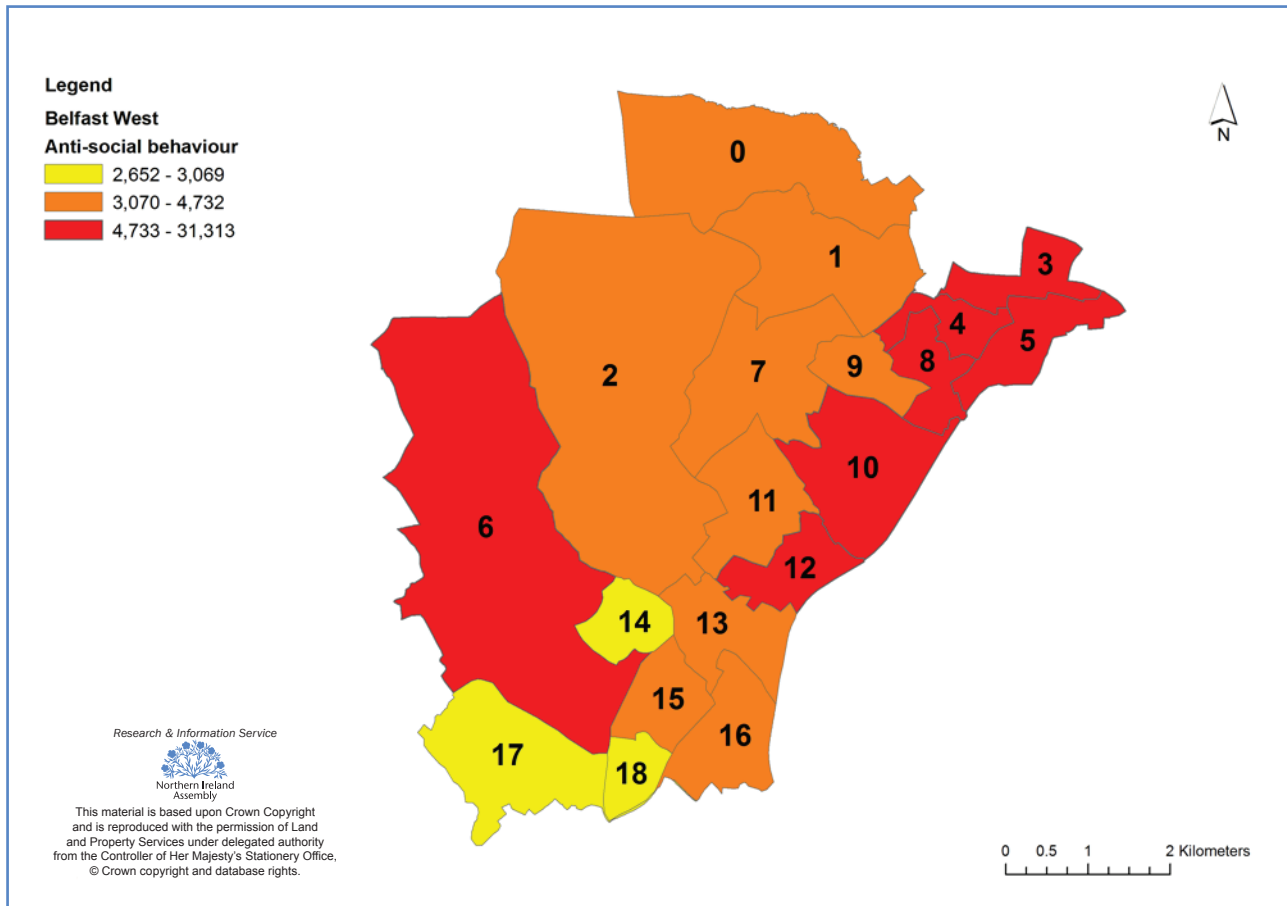 Legend
Belfast West
Anti-social behaviour
2,652 - 3,069
3,070 - 4,732
4,733 - 31,313
N
0
1
3
4
5
2
7
9
8
10
11
6
12
14
13
15
16
17
18
Research & Information Service
Northern Ireland
Assembly
This material is based upon Crown Copyright
and is reproduced with the permission of Land
and Property Services under delegated authority
from the Controller of Her Majesty's Stationery Office,
© Crown copyright and database rights.
0 0.5 1 2 Kilometers